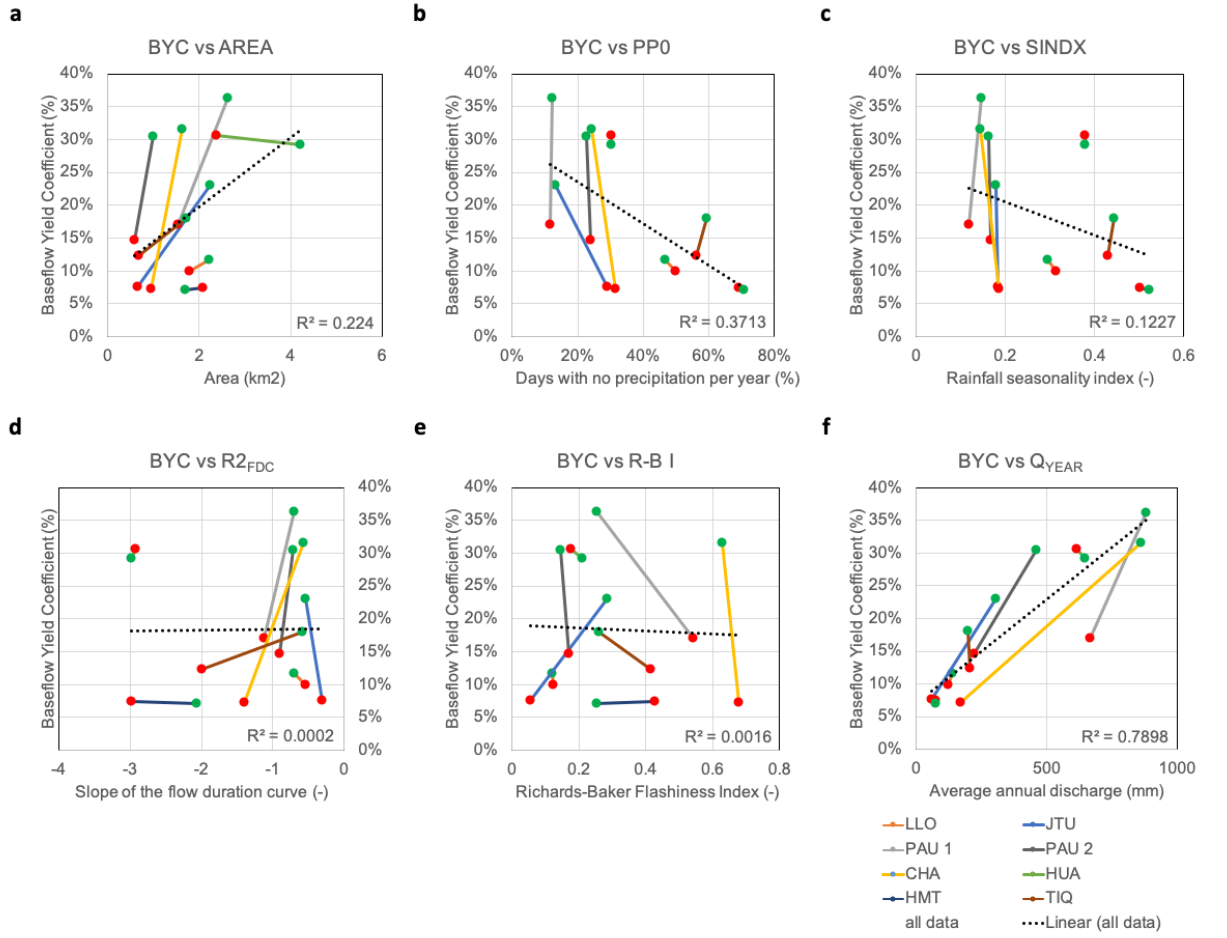 a
BYC vs AREA
40%
35%
30%
25%
20%
15%
10%
5%
0%
Baseflow Yield Coefficient (%)
R² = 0.224
0 2 4 6
Area (km2)
b
BYC vs PP0
40%
35%
30%
25%
20%
15%
10%
5%
0%
Baseflow Yield Coefficient (%)
R² = 0.3713
0% 20% 40% 60% 80%
Days with no precipitation per year (%)
c
BYC vs SINDX
40%
35%
30%
25%
20%
15%
10%
5%
0%
Baseflow Yield Coefficient (%)
R² = 0.1227
0 0.2 0.4 0.6
Rainfall seasonality index (-)
d
BYC vs R2FDC
Baseflow Yield Coefficient (%)
40%
35%
30%
25%
20%
15%
10%
5%
0%
R² = 0.0002
-4 -3 -2 -1 0
Slope of the flow duration curve (-)
e
BYC vs R-B I
40%
35%
30%
25%
20%
15%
10%
5%
0%
Baseflow Yield Coefficient (%)
R² = 0.0016
0 0.2 0.4 0.6 0.8
Richards-Baker Flashiness Index (-)
f
BYC vs QYEAR
40%
35%
30%
25%
20%
15%
10%
5%
0%
Baseflow Yield Coefficient (%)
R² = 0.7898
0 500 1000
Average annual discharge (mm)
LLO JTU
PAU 1 PAU 2
CHA HUA
HMT TIQ
all data Linear (all data)